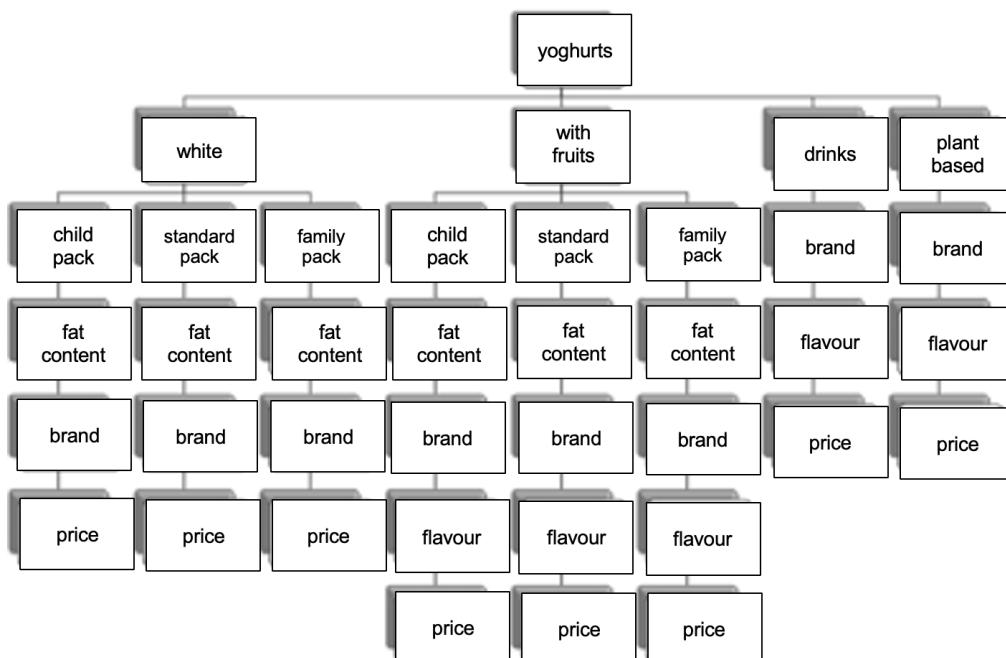 yoghurts
white
with
fruits
drinks
plant
based
child
pack
standard
pack
family
pack
child
pack
standard
pack
family
pack
brand
brand
fat
content
fat
content
fat
content
fat
content
fat
content
fat
content
flavour
flavour
brand
brand
brand
brand
brand
brand
price
price
price
price
price
flavour
flavour
flavour
price
price
price